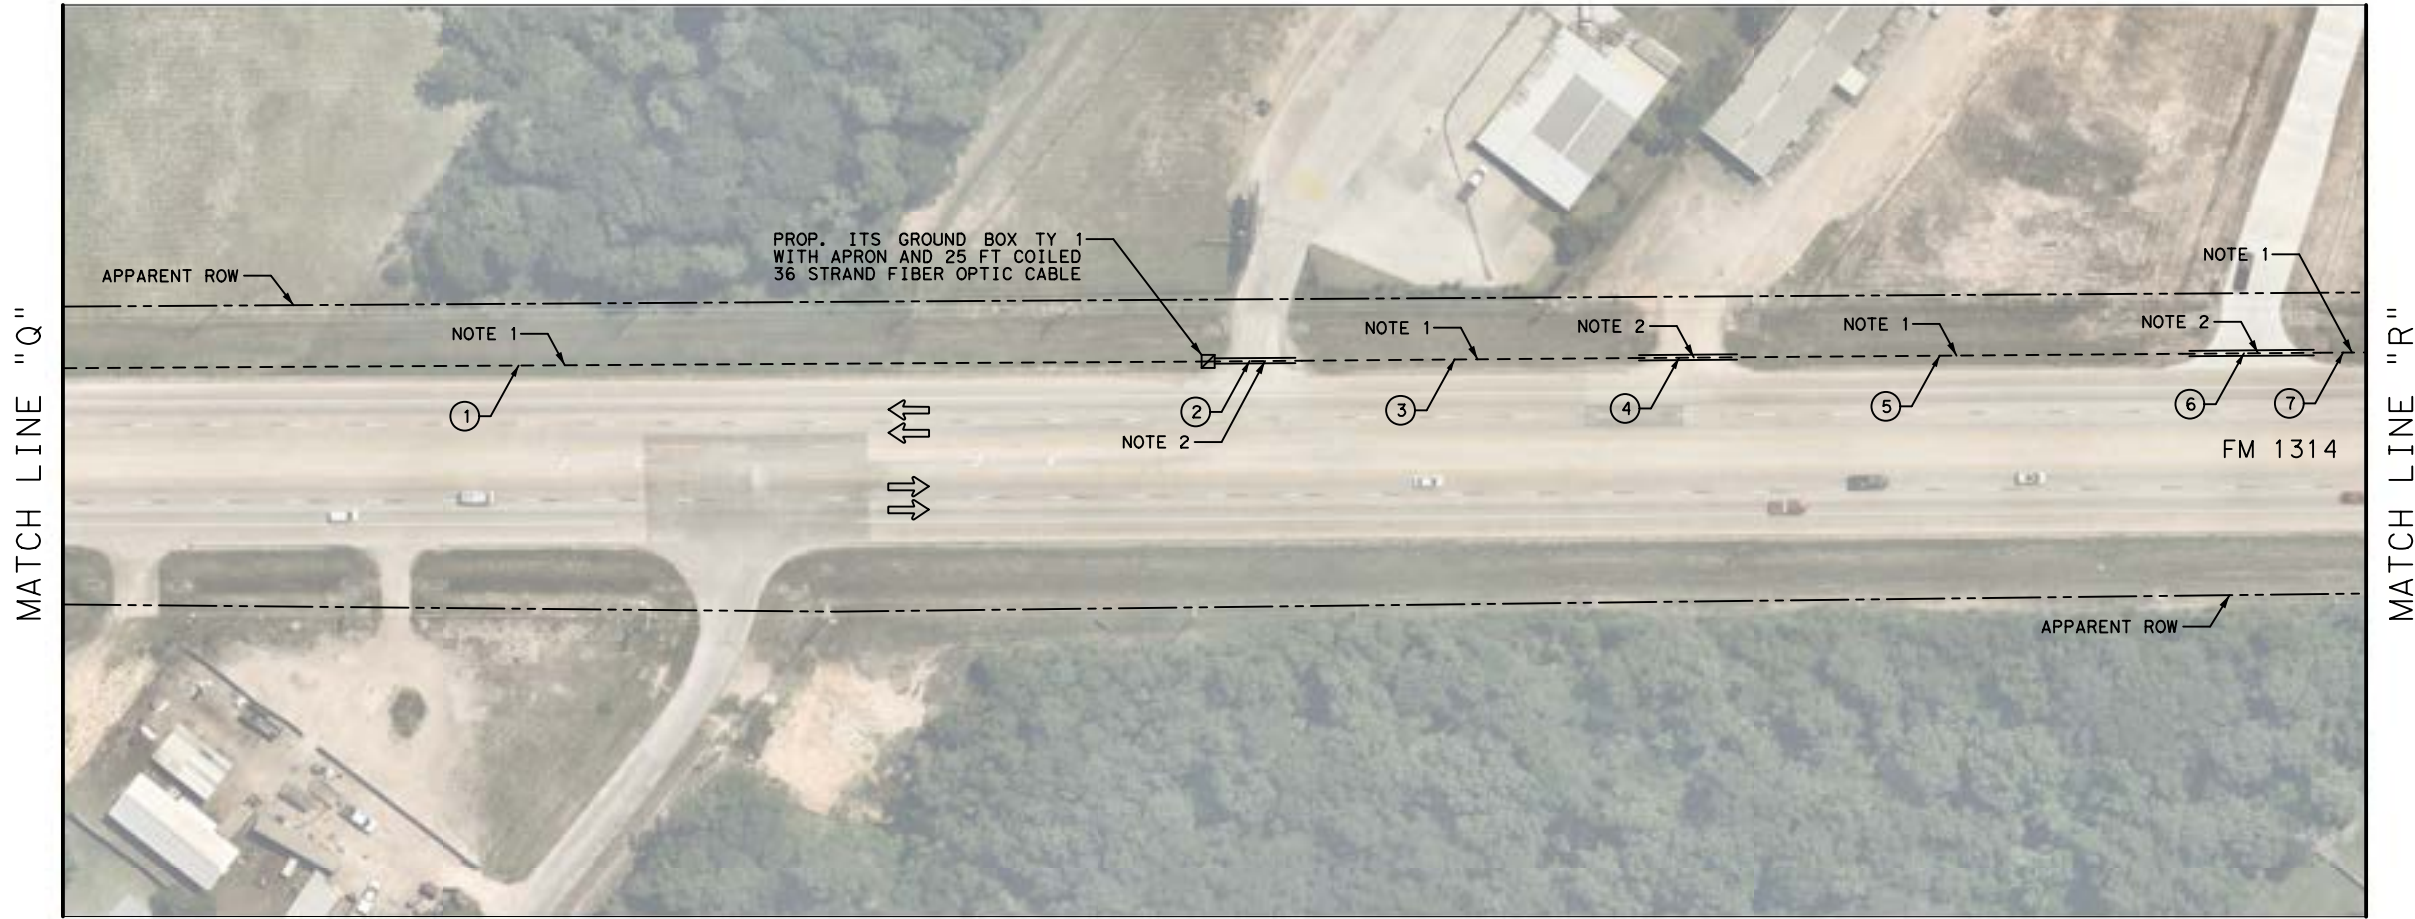 PROP. ITS GROUND BOX TY 1
WITH APRON AND 25 FT COILED
36 STRAND FIBER OPTIC CABLE
APPARENT ROW
NOTE 1
NOTE 1
NOTE 1
NOTE 2
NOTE 1
NOTE 2
MATCH LINE "Q"
MATCH LINE "R"
1
2
3
4
5
6
7
NOTE 2
FM 1314
APPARENT ROW